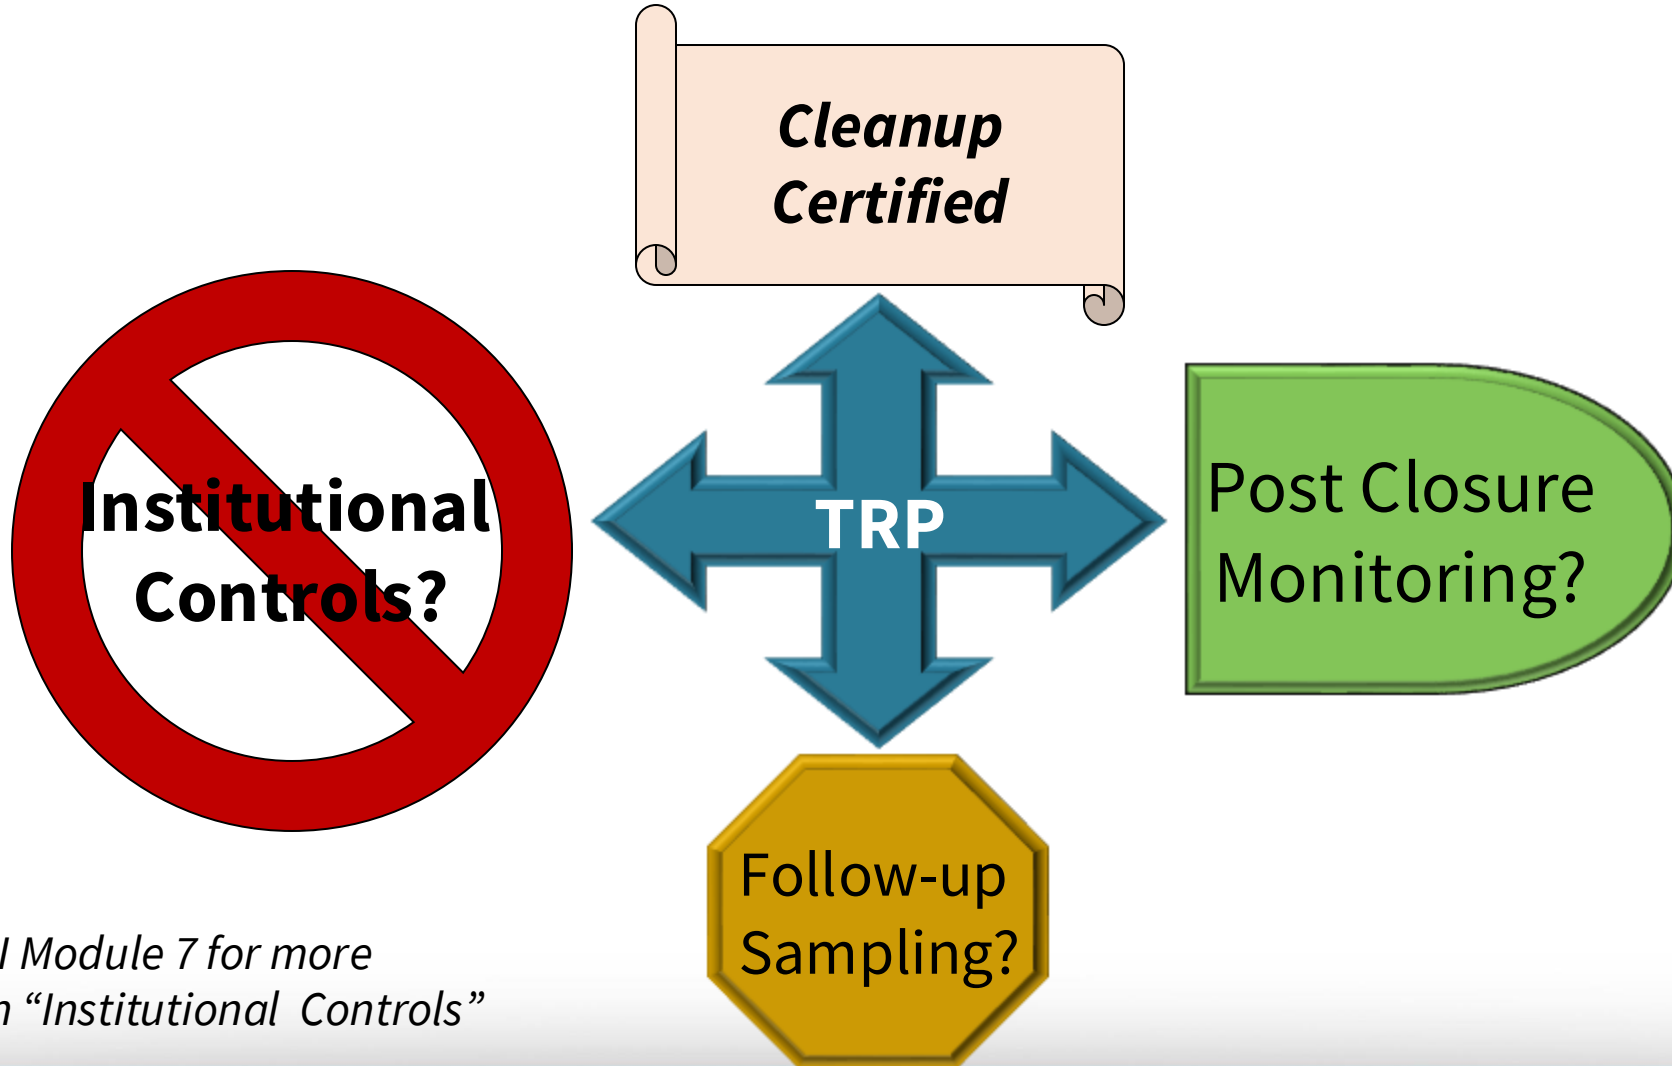 Cleanup
Certified
Institutional
Controls?
TRP
Post Closure
Monitoring?
Follow-up
Sampling?
Module 7 for more
“Institutional Controls”